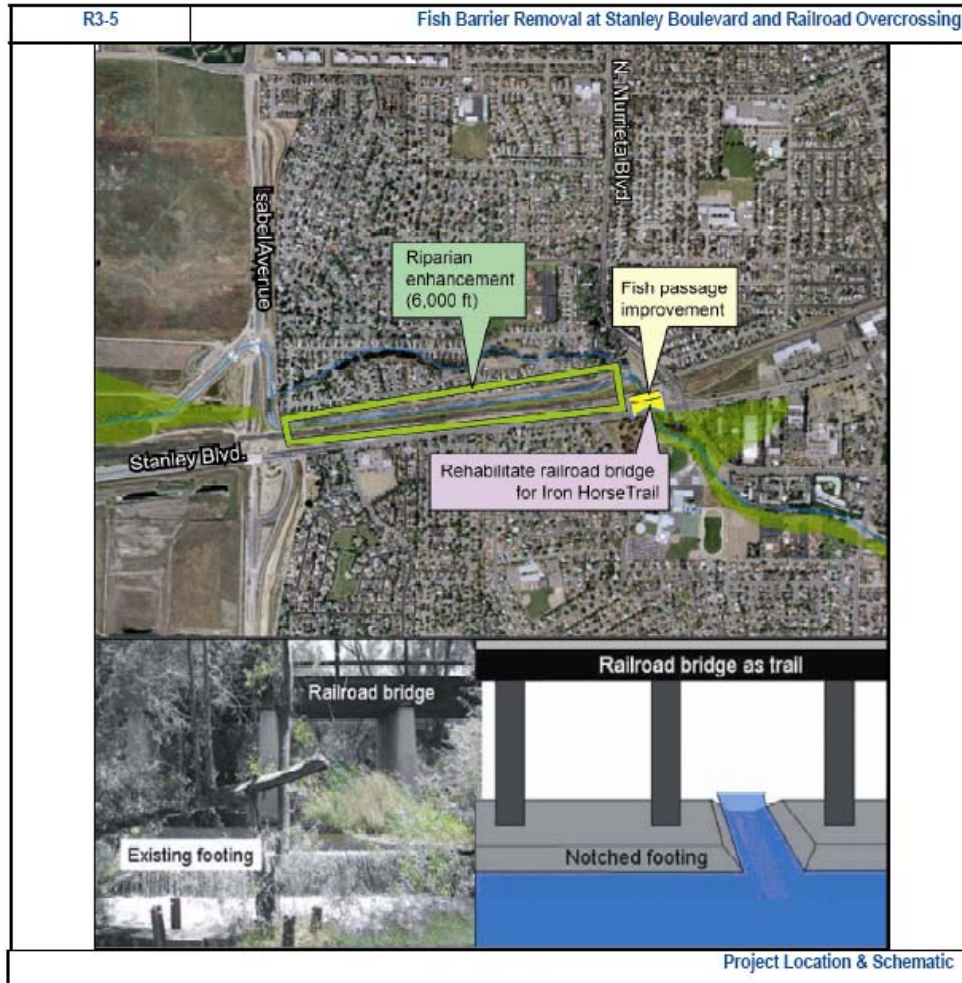 R3-5
Fish Barrier Removal at Stanley Boulevard and Railroad Overcrossing
N. Murrieta Blvd.
Isabel Avenue
Riparian
enhancement
(6,000 ft)
Fish passage
improvement
Stanley Blvd.
Rehabilitate railroad bridge
for Iron HorseTrail
Railroad bridge
Existing footing
Railroad bridge as trail
Notched footing
Project Location & Schematic